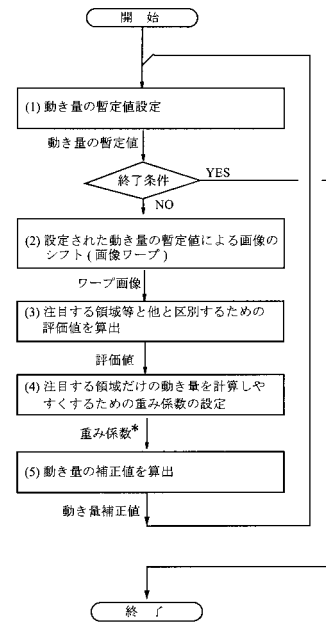 開 始
(1) 動き量の暫定値設定
動き量の暫定値
終了条件
YES
NO
(2) 設定された動き量の暫定値による画像の
シフト ( 画像ワープ )
ワープ画像
(3) 注目する領域等と他と区別するための
評価値を算出
評価値
(4) 注目する領域だけの動き量を計算しや
すくするための重み係数の設定
重み係数*
(5) 動き量の補正値を算出
動き量補正値
終 了